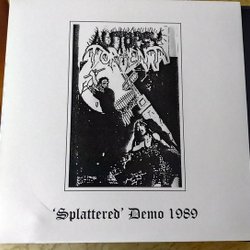 AUTOPSY
TORMENT
'Splattered' Demo 1989